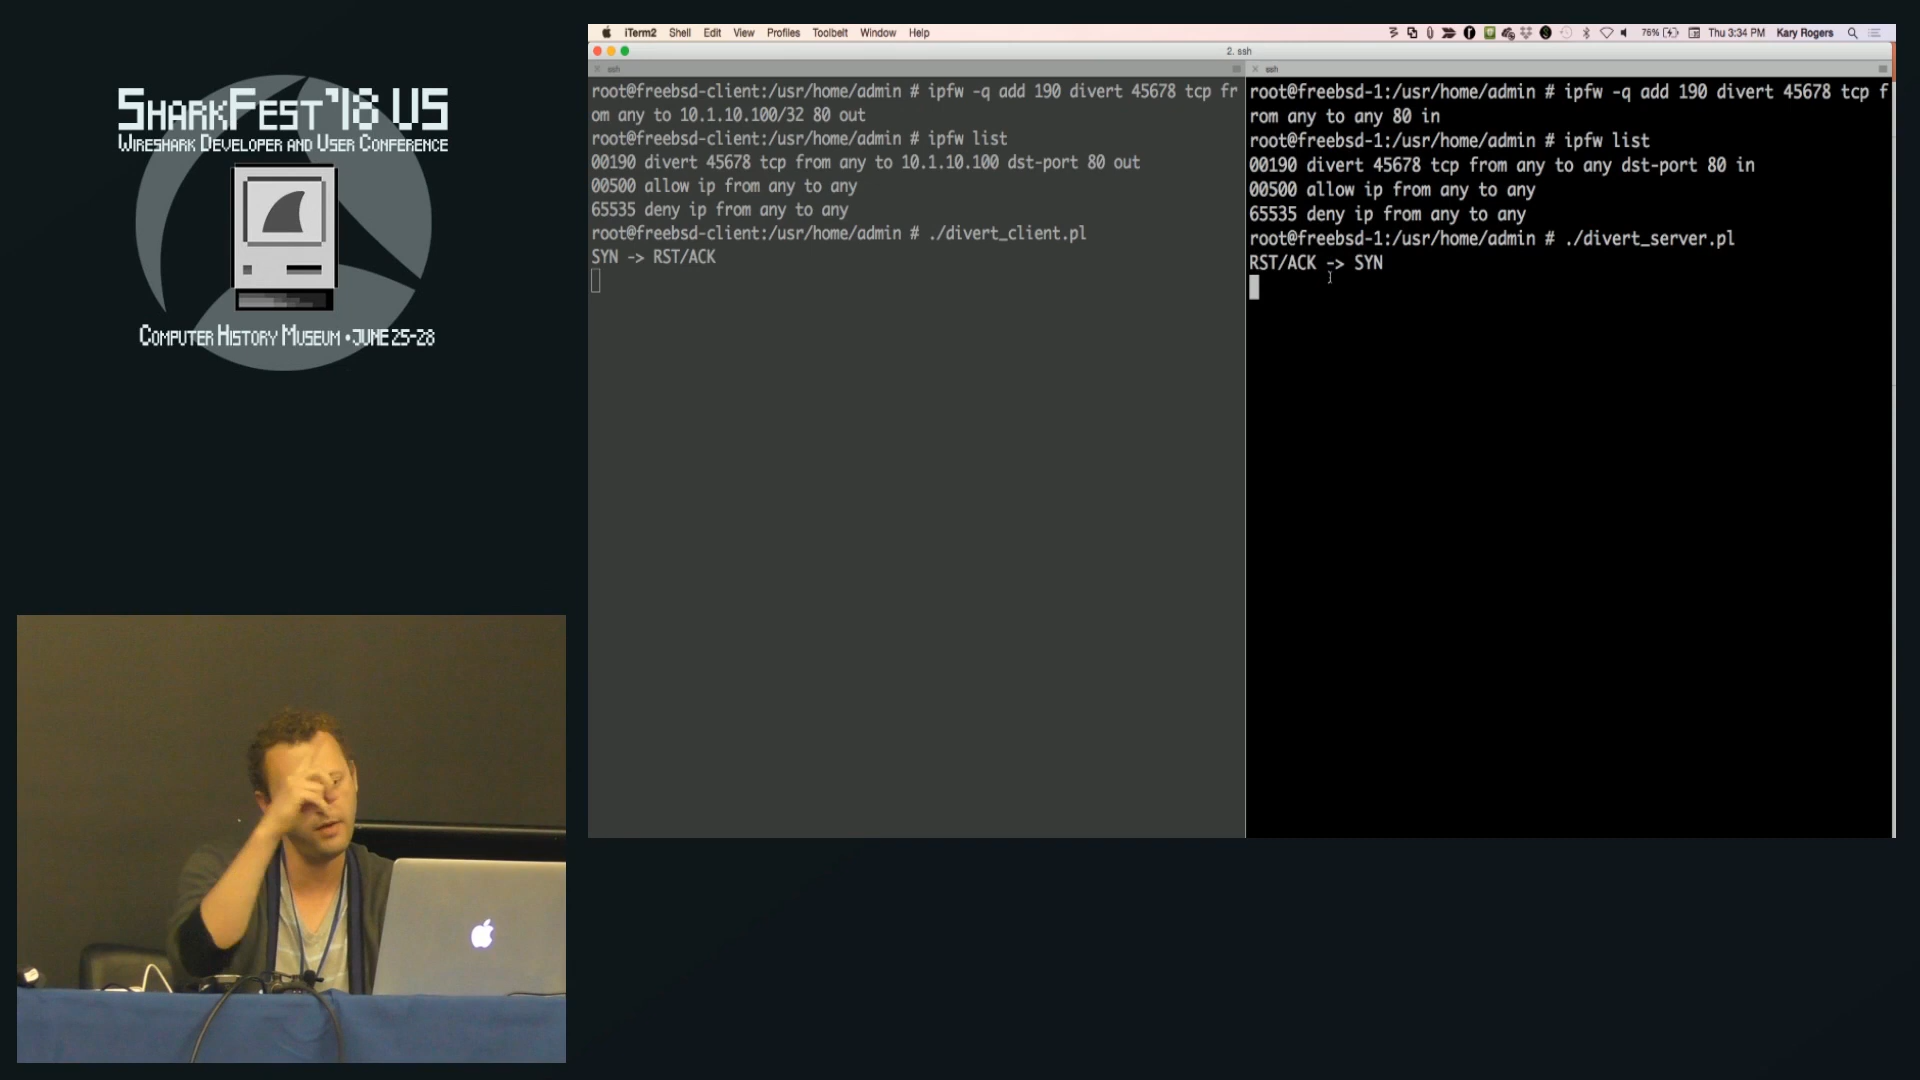 SHARKFEST'18 US
WIRESHARK DEVELOPER AND USER CONFERENCE
COMPUTER HISTORY MUSEUM • JUNE 25-28
iTerm2 Shell Edit View Profiles Toolbelt Window Help
76% Thu 3:34 PM Kary Rogers
2. ssh
ssh
root@freebsd-client:/usr/home/admin # ipfw -q add 190 divert 45678 tcp fr
om any to 10.1.10.100/32 80 out
root@freebsd-client:/usr/home/admin # ipfw list
00190 divert 45678 tcp from any to 10.1.10.100 dst-port 80 out
00500 allow ip from any to any
65535 deny ip from any to any
root@freebsd-client:/usr/home/admin # ./divert_client.pl
SYN -> RST/ACK
ssh
root@freebsd-1:/usr/home/admin # ipfw -q add 190 divert 45678 tcp f
rom any to any 80 in
root@freebsd-1:/usr/home/admin # ipfw list
00190 divert 45678 tcp from any to any dst-port 80 in
00500 allow ip from any to any
65535 deny ip from any to any
root@freebsd-1:/usr/home/admin # ./divert_server.pl
RST/ACK -> SYN